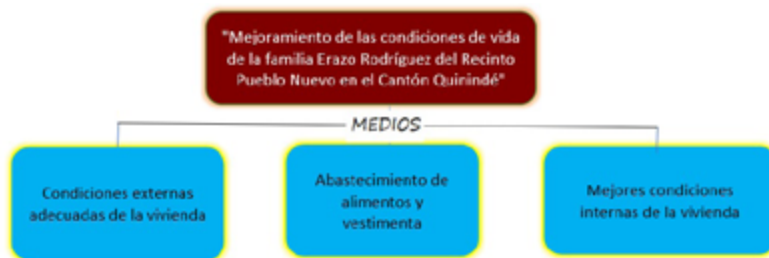 "Mejoramiento de las condiciones de vida
de la familia Erazo Rodríguez del Recinto
Pueblo Nuevo en el Cantón Quinindé"
MEDIOS
Condiciones externas
adecuadas de la vivienda
Abastecimiento de
alimentos y
vestimenta
Mejores condiciones
internas de la vivienda